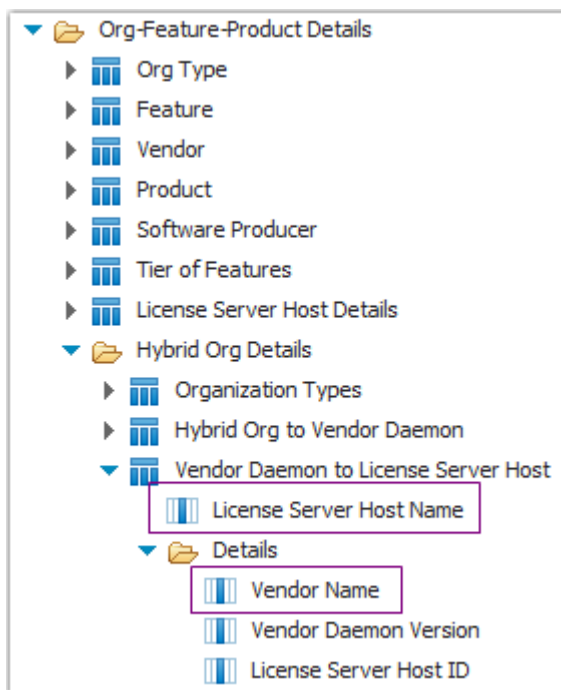 Org-Feature-Product Details
Org Type
Feature
Vendor
Product
Software Producer
Tier of Features
License Server Host Details
Hybrid Org Details
Organization Types
Hybrid Org to Vendor Daemon
Vendor Daemon to License Server Host
License Server Host Name
Details
Vendor Name
Vendor Daemon Version
License Server Host ID